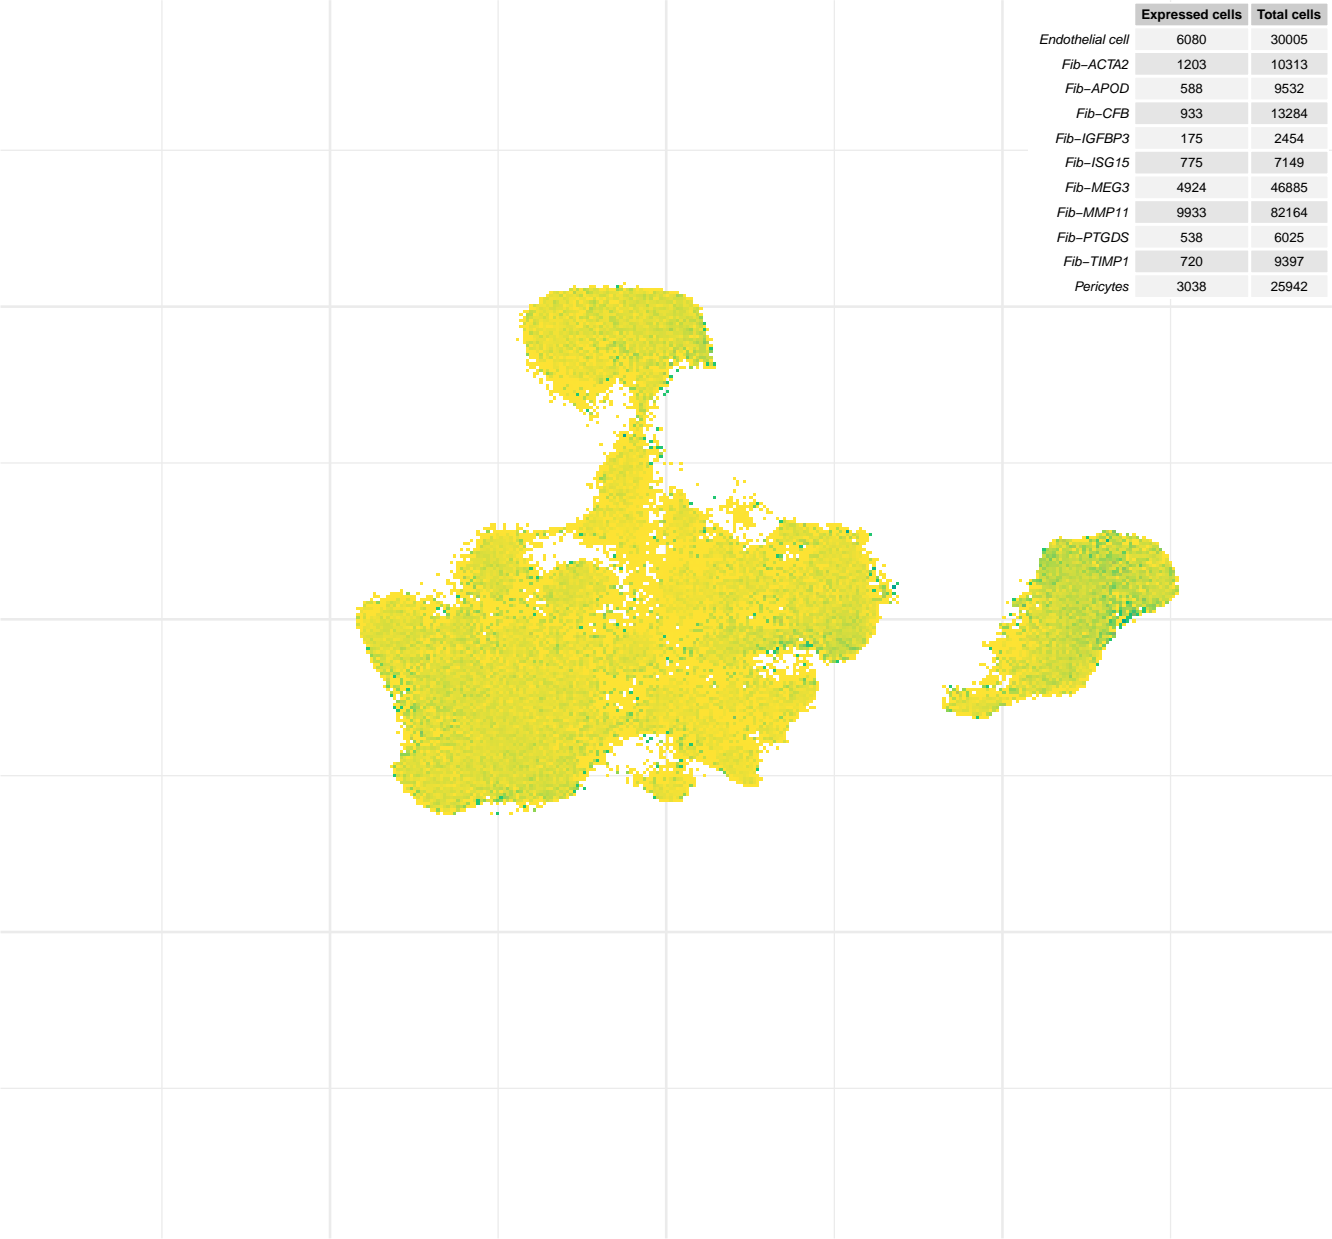 Expressed cells Total cells
Endothelial cell 6080 30005
Fib−ACTA2 1203 10313
Fib−APOD 588 9532
Fib−CFB 933 13284
Fib−IGFBP3 175 2454
Fib−ISG15 775 7149
Fib−MEG3 4924 46885
Fib−MMP11 9933 82164
Fib−PTGDS 538 6025
Fib−TIMP1 720 9397
Pericytes 3038 25942